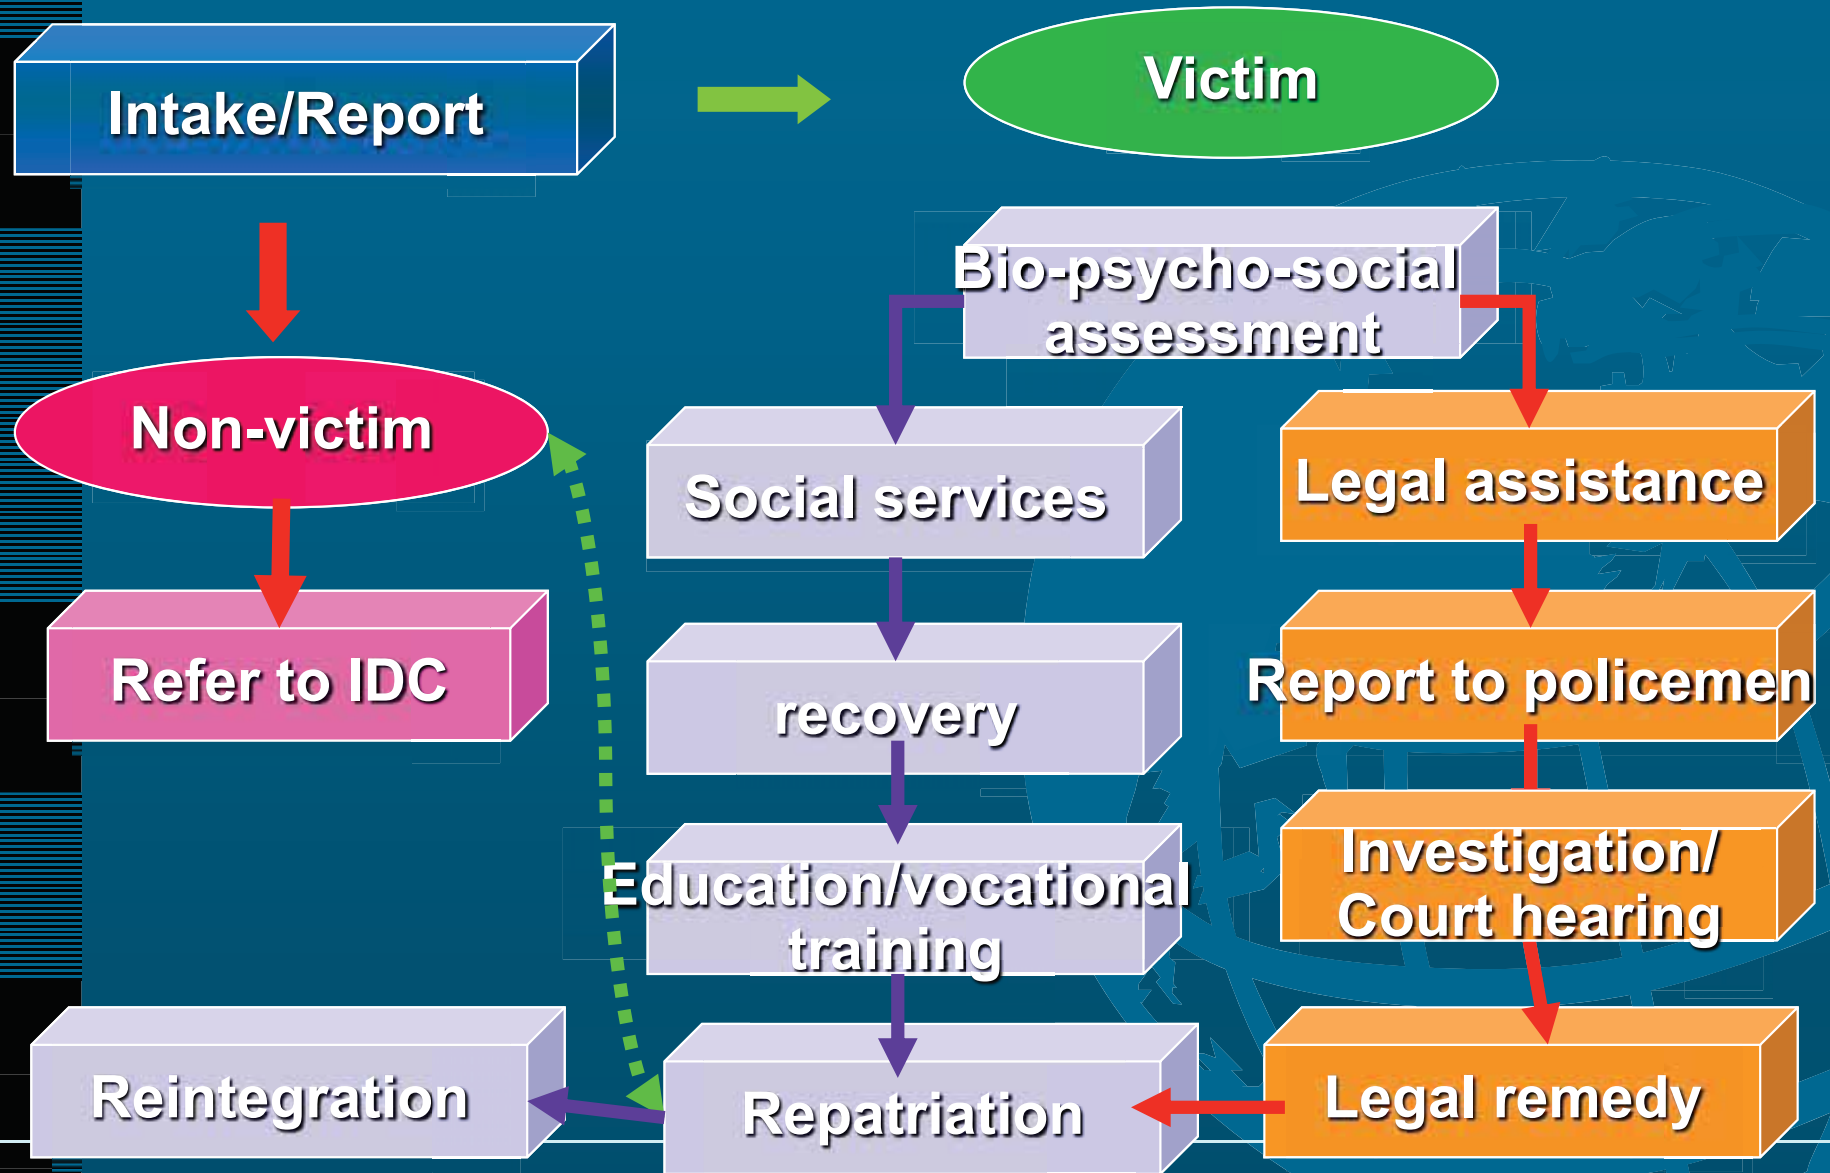 Intake/Report
Victim
Bio-psycho-social
assessment
Non-victim
Social services
Legal assistance
Refer to IDC
recovery
Report to policemen
Education/vocational
training
Investigation/
Court hearing
Reintegration
Repatriation
Legal remedy